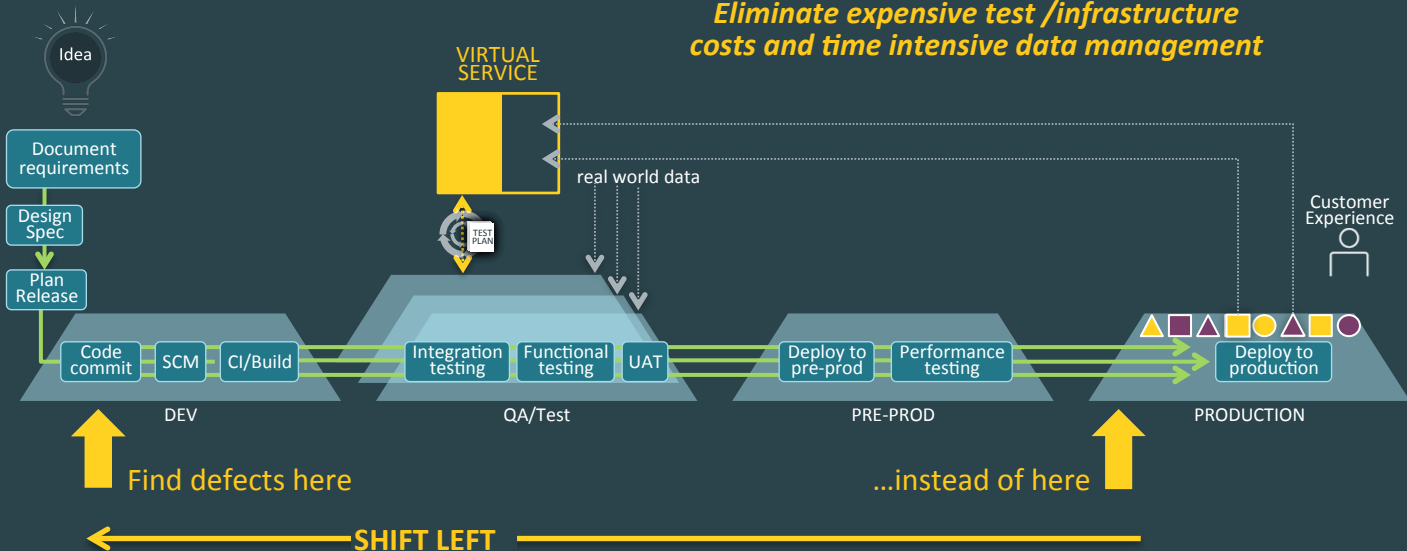 Eliminate expensive test /infrastructure
costs and time intensive data management
Idea
VIRTUAL
SERVICE
Document
requirements
real world data
Design
Spec
TEST
PLAN
Customer
Experience
Plan
Release
Code
commit
SCM
CI/Build
Integration
testing
Functional
testing
UAT
Deploy to
pre-prod
Performance
testing
Deploy to
production
DEV
QA/Test
PRE-PROD
PRODUCTION
Find defects here
...instead of here
SHIFT LEFT